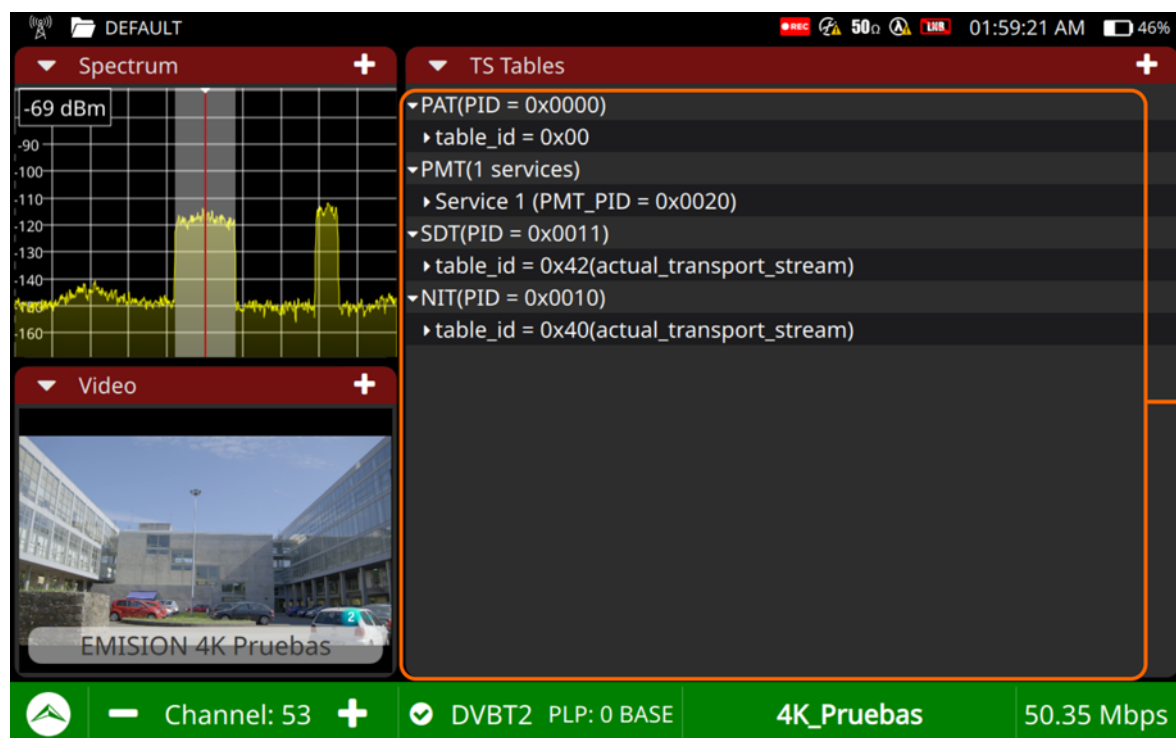 DEFAULT
REC 50Ω LNB 01:59:21 AM 46%
Spectrum
-69 dBm
-90
-100
-110
-120
-130
-140
-160
Video
2
EMISION 4K Pruebas
TS Tables
PAT(PID = 0x0000)
table_id = 0x00
PMT(1 services)
Service 1 (PMT_PID = 0x0020)
SDT(PID = 0x0011)
table_id = 0x42(actual_transport_stream)
NIT(PID = 0x0010)
table_id = 0x40(actual_transport_stream)
Channel: 53 DVBT2 PLP: 0 BASE 4K_Pruebas 50.35 Mbps